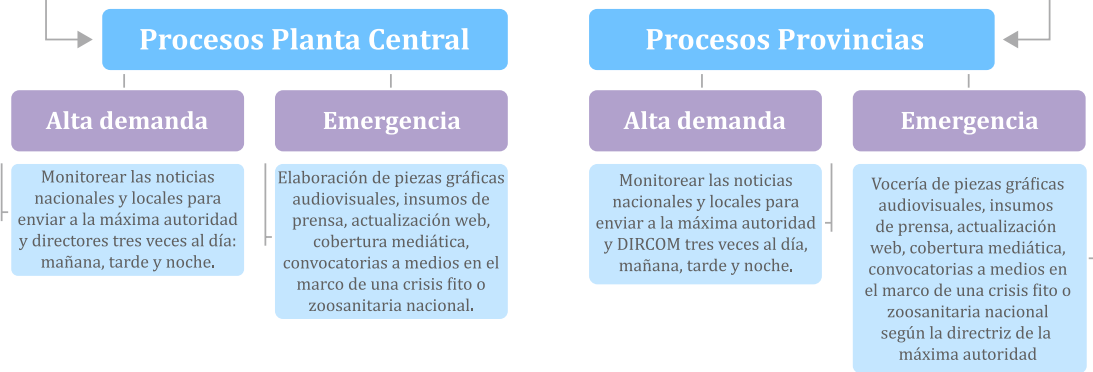 Procesos Planta Central
Alta demanda
Monitorear las noticias
nacionales y locales para
enviar a la máxima autoridad
y directores tres veces al día:
mañana, tarde y noche.
Emergencia
Elaboración de piezas gráficas
audiovisuales, insumos de
prensa, actualización web,
cobertura mediática,
convocatorias a medios en el
marco de una crisis fito o
zoosanitaria nacional.
Procesos Provincias
Alta demanda
Monitorear las noticias
nacionales y locales para
enviar a la máxima autoridad
y DIRCOM tres veces al día,
mañana, tarde y noche.
Emergencia
Vocería de piezas gráficas
audiovisuales, insumos
de prensa, actualización
web, cobertura mediática,
convocatorias a medios en
el marco de una crisis fito o
zoosanitaria nacional
según la directriz de la
máxima autoridad